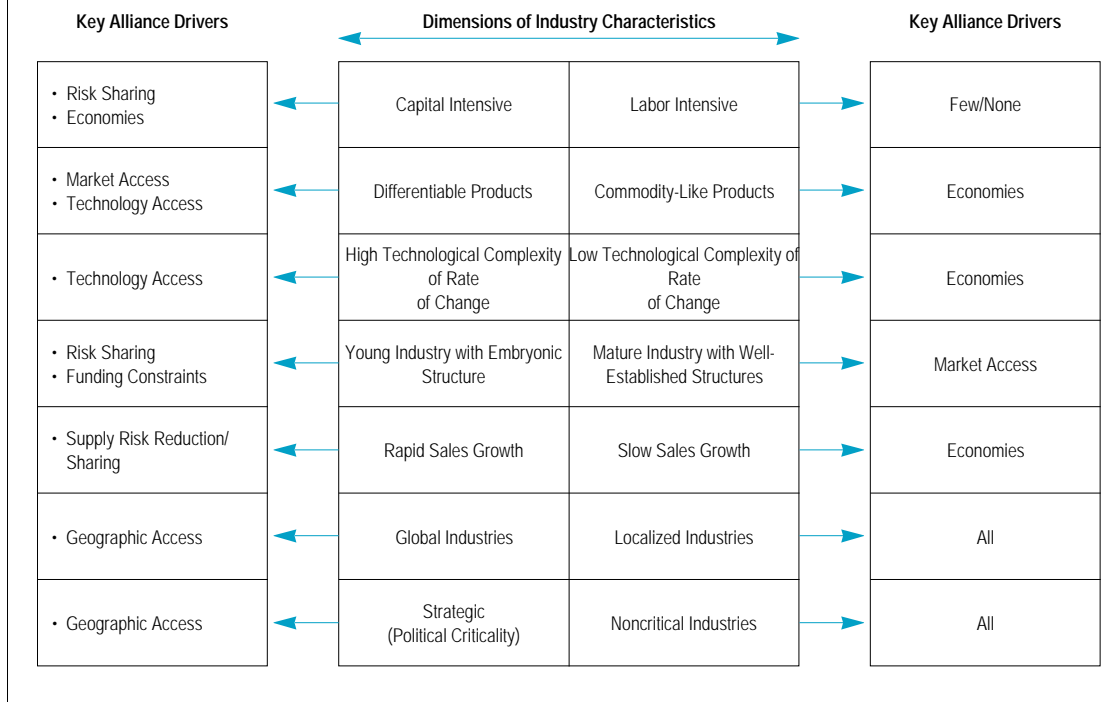 Key Alliance Drivers
Dimensions of Industry Characteristics
Key Alliance Drivers
• Risk Sharing
• Economies
Capital Intensive
Labor Intensive
Few/None
• Market Access
• Technology Access
Differentiable Products
Commodity-Like Products
Economies
• Technology Access
High Technological Complexity
of Rate
of Change
Low Technological Complexity of
Rate
of Change
Economies
• Risk Sharing
• Funding Constraints
Young Industry with Embryonic
Structure
Mature Industry with Well-
Established Structures
Market Access
• Supply Risk Reduction/
Sharing
Rapid Sales Growth
Slow Sales Growth
Economies
• Geographic Access
Global Industries
Localized Industries
All
• Geographic Access
Strategic
(Political Criticality)
Noncritical Industries
All